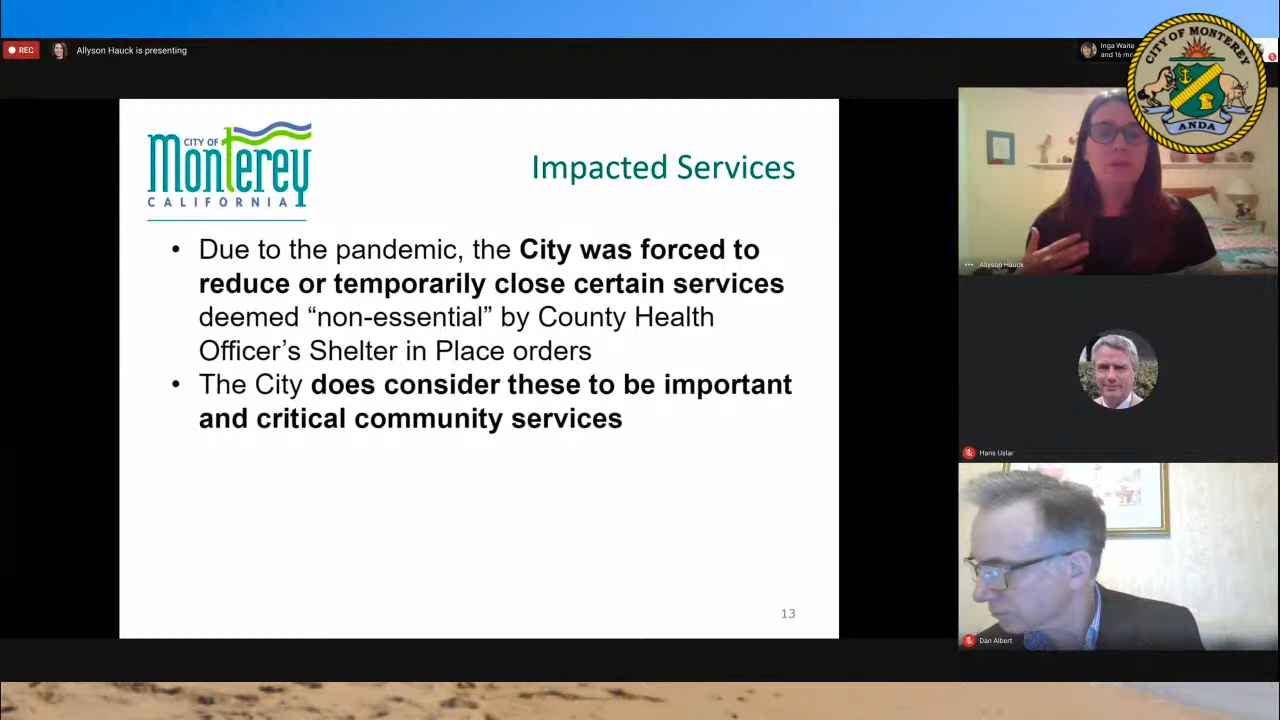 REC
Allyson Hauck is presenting
Inga Waite
and 16 mo
CITY OF MONTEREY
ANDA
CITY OF
Monterey
CALIFORNIA
Impacted Services
• Due to the pandemic, the City was forced to
reduce or temporarily close certain services
deemed “non-essential” by County Health
Officer’s Shelter in Place orders
• The City does consider these to be important
and critical community services
13
Allyson Hauck
Hans Uslar
Dan Albert